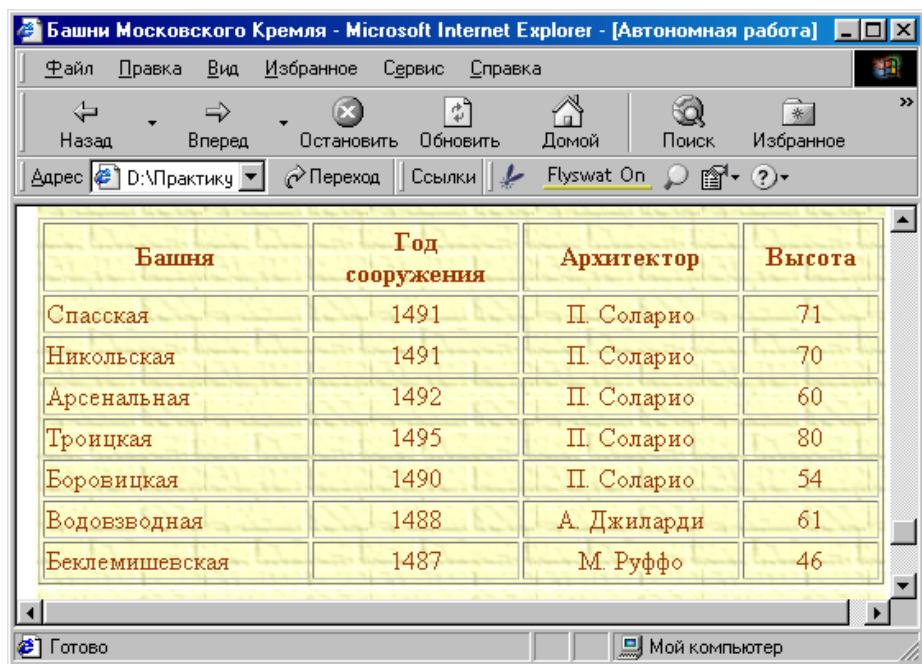 Башни Московского Кремля - Microsoft Internet Explorer - [Автономная работа]
Файл Правка Вид Избранное Сервис Справка
Назад Вперед Остановить Обновить Домой Поиск Избранное
Адрес D:\Практику Переход Ссылки Flyswat On
Башня Год сооружения Архитектор Высота
Спасская 1491 П. Соларио 71
Никольская 1491 П. Соларио 70
Арсенальная 1492 П. Соларио 60
Троицкая 1495 П. Соларио 80
Боровицкая 1490 П. Соларио 54
Водовзводная 1488 А. Джиларди 61
Беклемишевская 1487 М. Руффо 46
Готово Мой компьютер